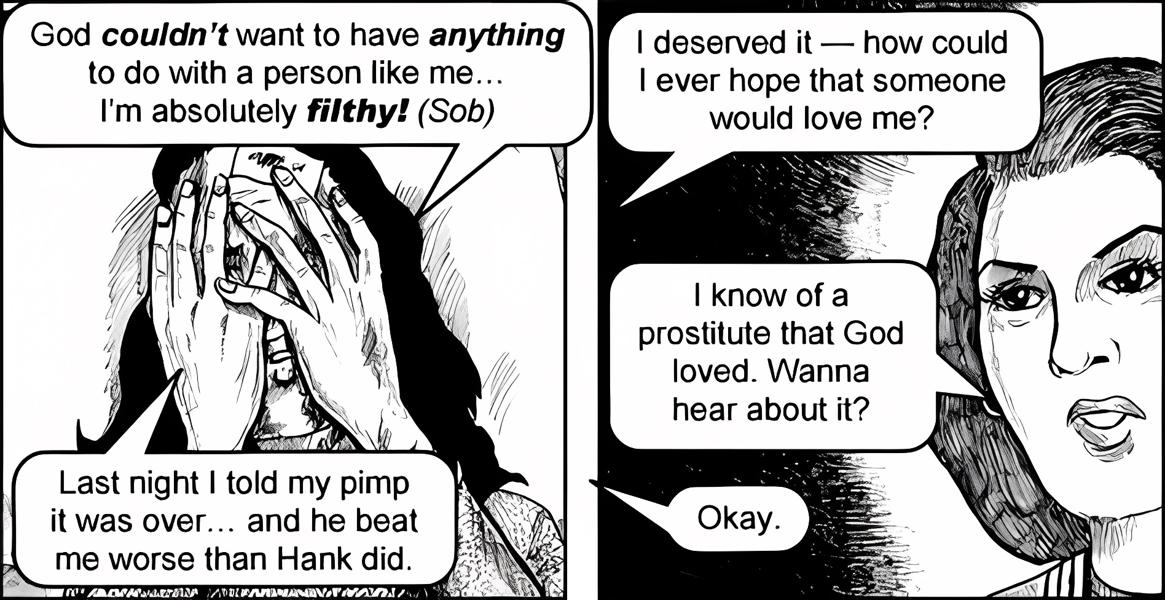 God couldn't want to have anything
to do with a person like me...
I'm absolutely filthy! (Sob)
Last night I told my pimp
it was over... and he beat
me worse than Hank did.
I deserved it — how could
I ever hope that someone
would love me?
I know of a
prostitute that God
loved. Wanna
hear about it?
Okay.